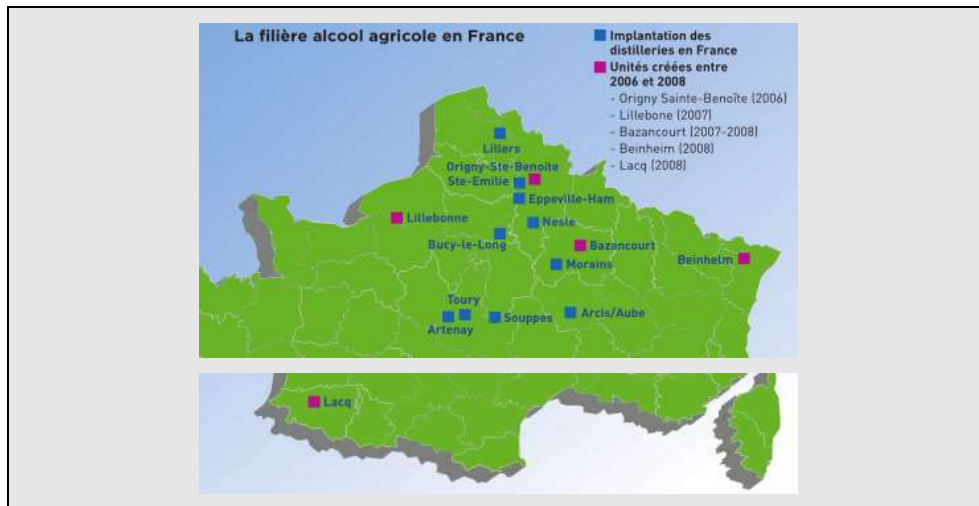 La filière alcool agricole en France
Implantation des
distilleries en France
Unités créées entre
2006 et 2008
- Origny Sainte-Benoîte (2006)
- Lillebone (2007)
- Bazancourt (2007-2008)
- Beinheim (2008)
- Lacq (2008)
Lillers
Origny-Ste-Benoite
Ste-Emilie
Eppeville-Ham
Lillebonne
Nesle
Bucy-le-Long
Bazancourt
Beinhelm
Morains
Toury
Artenay
Souppes
Arcis/Aube
Lacq